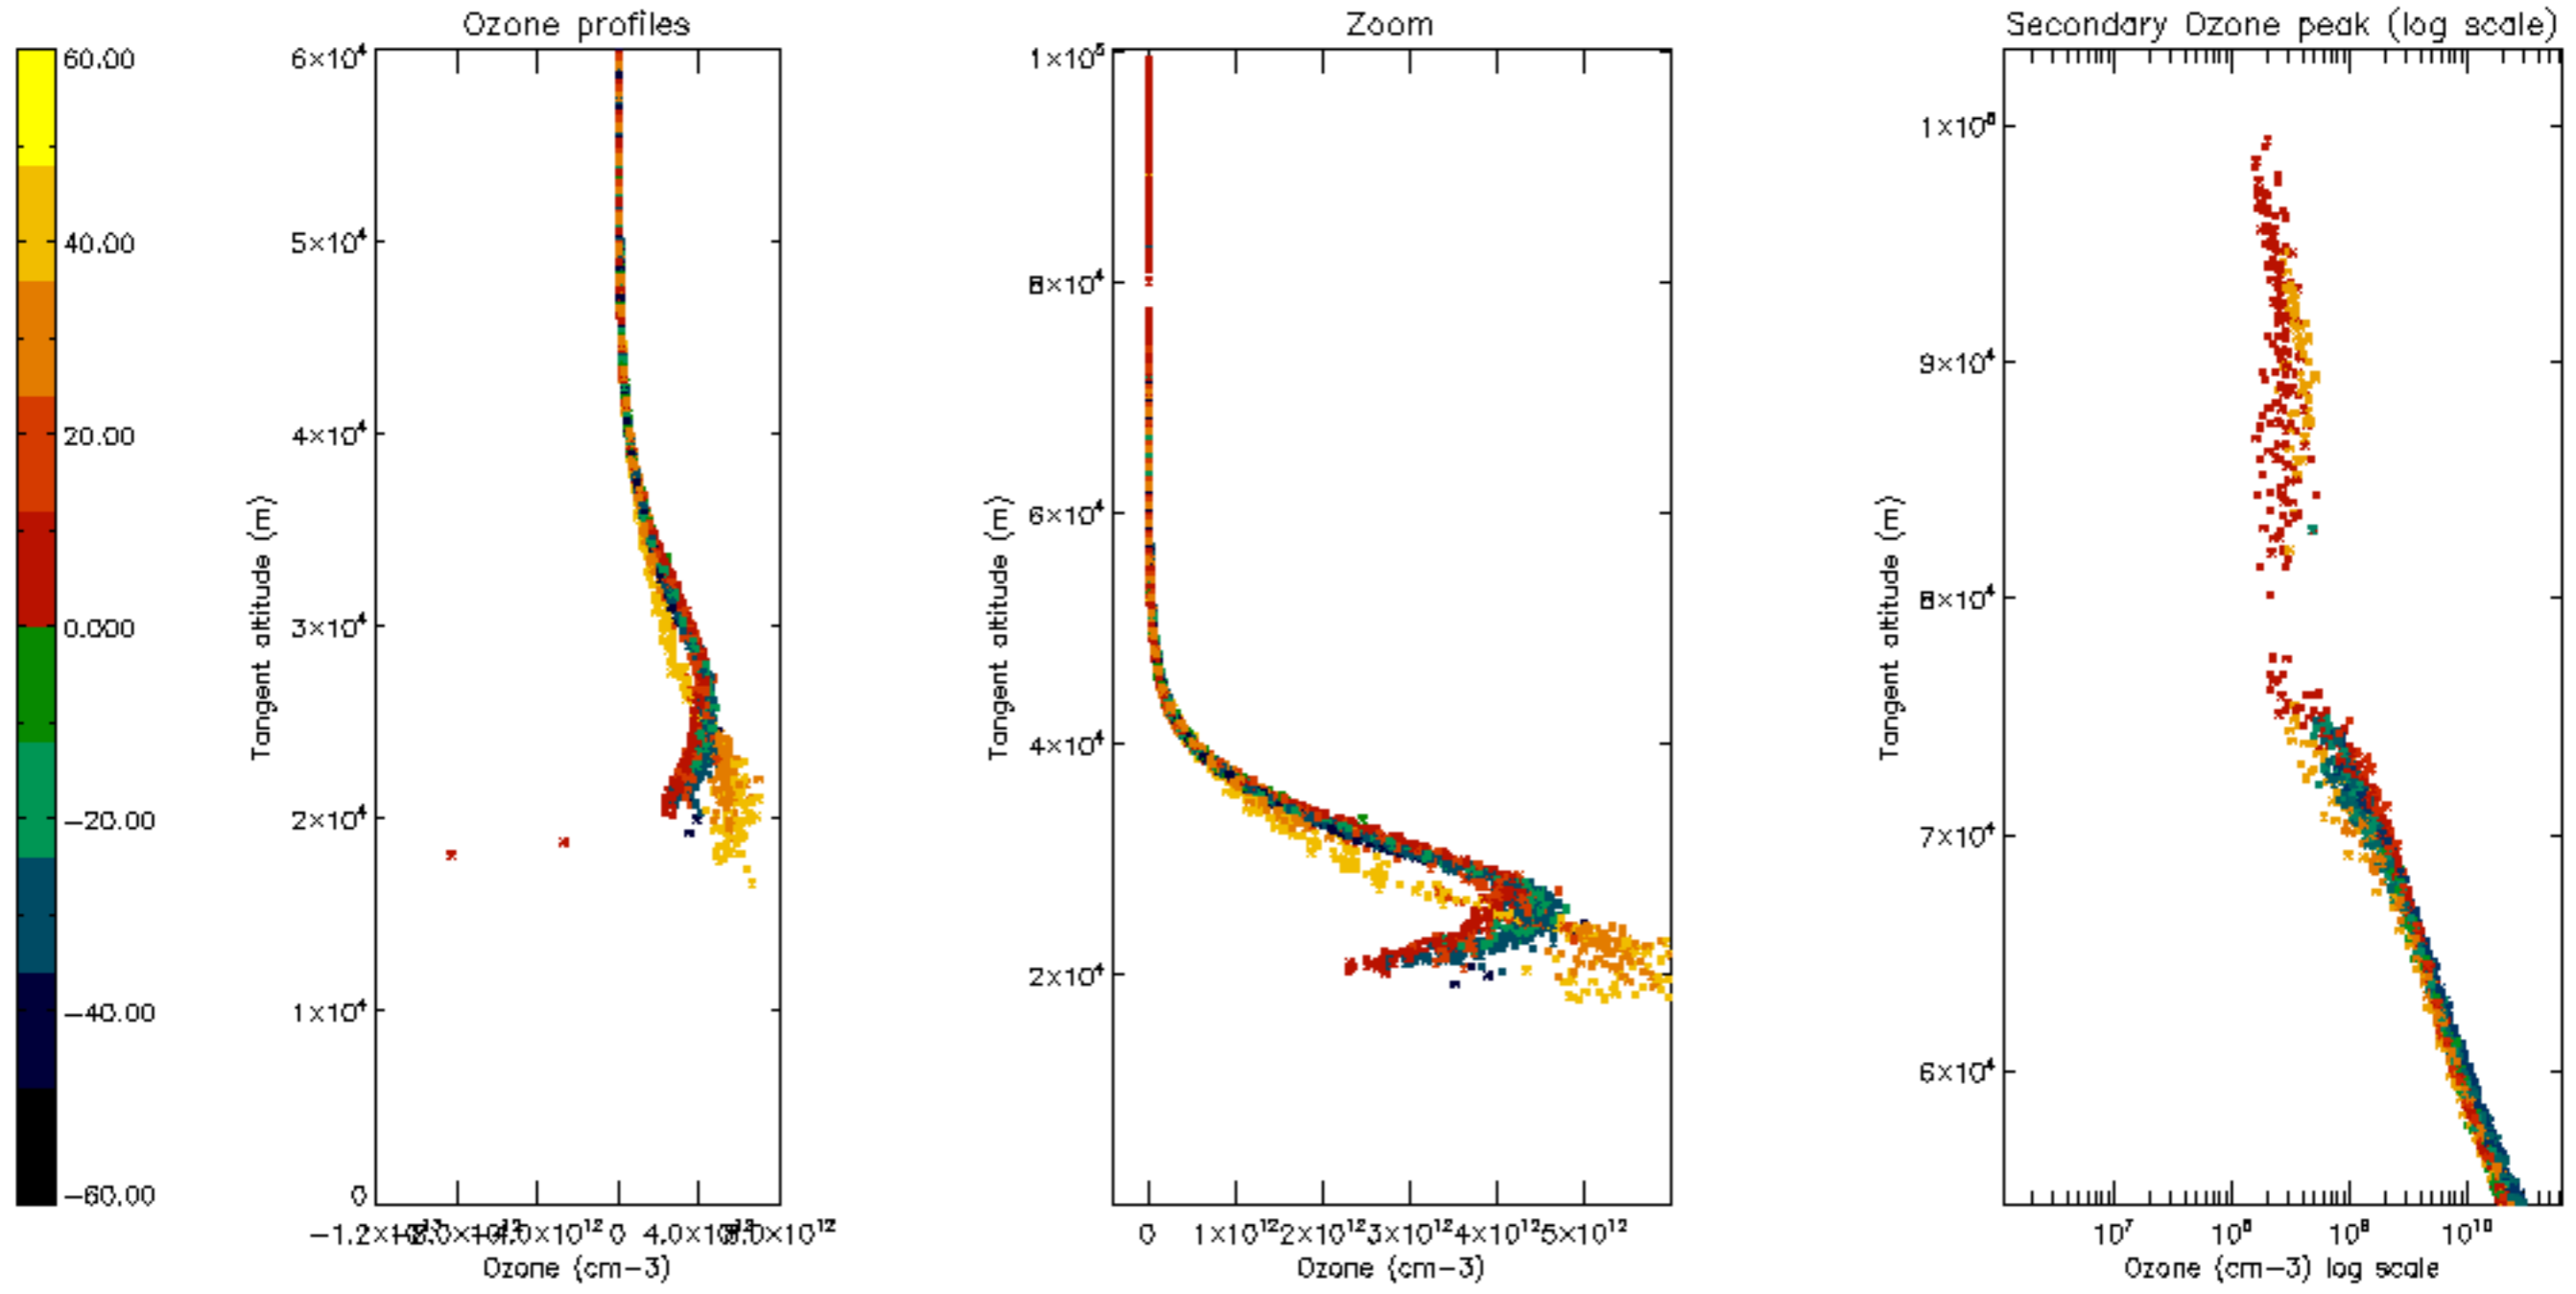 Ozone profiles
Zoom
Secondary Ozone peak (log scale)
60.00
40.00
20.00
0.000
−20.00
−40.00
−60.00
Tangent altitude (m)
6×10⁴
5×10⁴
4×10⁴
3×10⁴
2×10⁴
1×10⁴
0
0
Ozone (cm−3)
Tangent altitude (m)
1×10⁵
8×10⁴
6×10⁴
4×10⁴
2×10⁴
0 1×10¹² 2×10¹² 3×10¹² 4×10¹² 5×10¹²
Ozone (cm−3)
Tangent altitude (m)
1×10⁵
9×10⁴
8×10⁴
7×10⁴
6×10⁴
10⁷ 10⁸ 10⁹ 10¹⁰
Ozone (cm−3) log scale